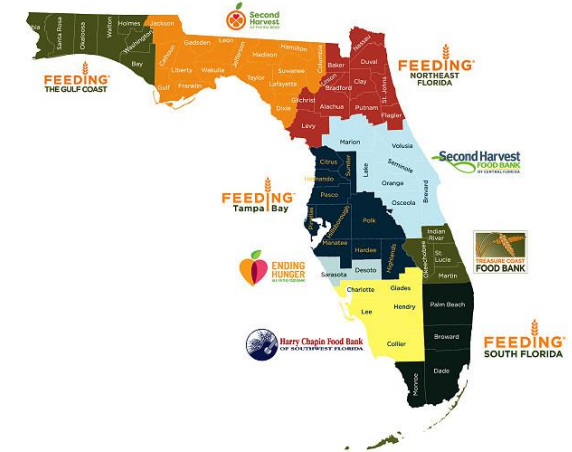 Second
Harvest
Santa Rosa
Okaloosa
Walton
Holmes
Washington
Bay
Jackson
Calhoun
Gulf
Gadsden
Liberty
Franklin
Leon
Wakulla
Jefferson
Madison
Taylor
Hamilton
Suwanee
Lafayette
Dixie
Columbia
FEEDING
THE GULF COAST
Baker
Nassau
Duval
Union
Bradford
Clay
St. Johns
Gilchrist
Alachua
Putnam
Flagler
Levy
FEEDING
NORTHEAST
FLORIDA
Marion
Volusia
Lake
Seminole
Orange
Osceola
Brevard
Second Harvest
FOOD BANK
OF CENTRAL FLORIDA
Citrus
Sumter
Hernando
Pasco
Pinellas
Hillsborough
Polk
Manatee
Hardee
Highlands
FEEDING
Tampa Bay
Indian
River
Okeechobee
St.
Lucie
Martin
TREASURE COAST
FOOD BANK
ENDING
HUNGER
Sarasota
Desoto
Charlotte
Glades
Lee
Hendry
Collier
Harry Chapin Food Bank
OF SOUTHWEST FLORIDA
Palm Beach
Broward
Dade
Monroe
FEEDING
SOUTH FLORIDA